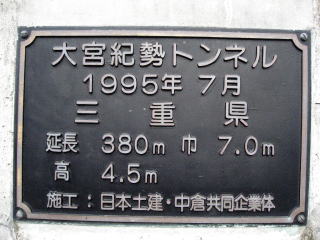 大宮紀勢トンネル
1995年 7月
三重県
延長 380m 巾 7.0m
高 4.5m
施工：日本土建・中倉共同企業体